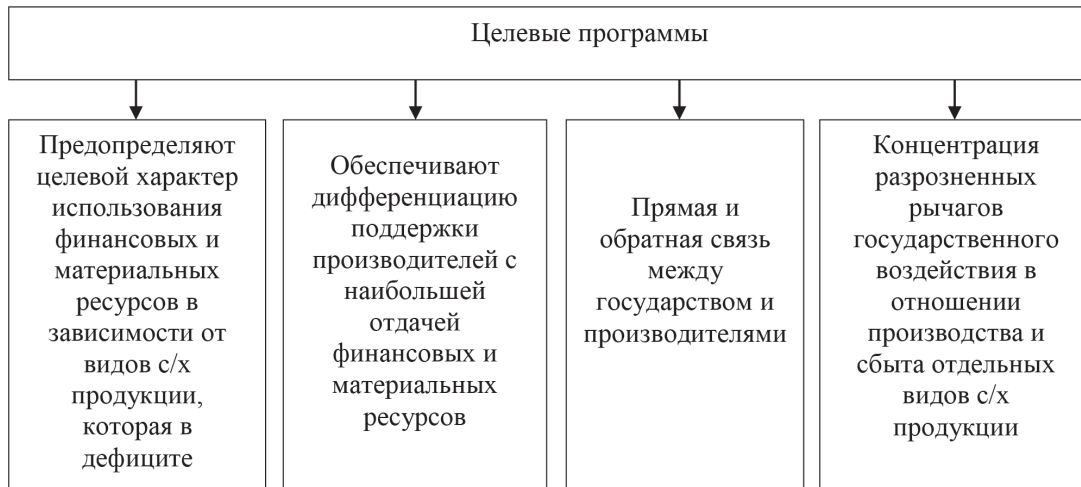 Целевые программы
Предопределяют
целевой характер
использования
финансовых и
материальных
ресурсов в
зависимости от
видов с/х
продукции,
которая в
дефиците
Обеспечивают
дифференциацию
поддержки
производителей с
наибольшей
отдачей
финансовых и
материальных
ресурсов
Прямая и
обратная связь
между
государством и
производителями
Концентрация
разрозненных
рычагов
государственного
воздействия в
отношении
производства и
сбыта отдельных
видов с/х
продукции